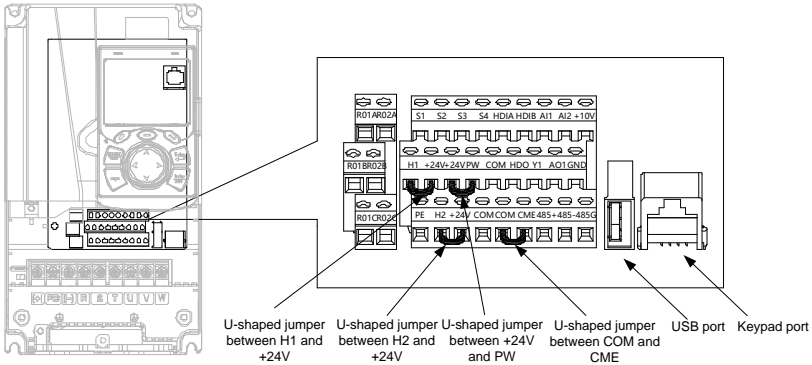 R01A R02A
S1 S2 S3 S4 HDIA HDIB AI1 AI2 +10V
R01B R02B
H1 +24V +24V PW COM HDO Y1 AO1 GND
R01C R02C
PE H2 +24V COM COM CME 485+ 485- 485G
(+) PB (-) R S T U V W
U-shaped jumper
between H1 and
+24V
U-shaped jumper
between H2 and
+24V
U-shaped jumper
between +24V
and PW
U-shaped jumper
between COM and
CME
USB port
Keypad port